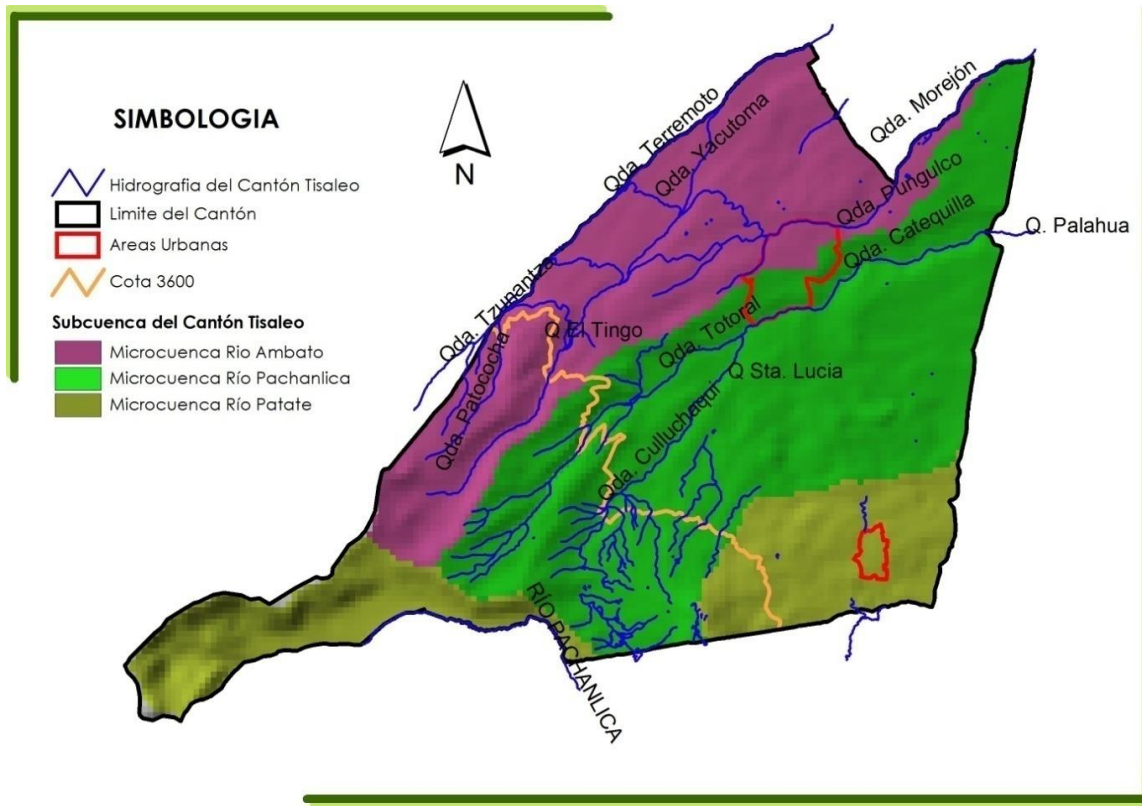 SIMBOLOGIA
Hidrografia del Cantón Tisaleo
Limite del Cantón
Areas Urbanas
Cota 3600
Subcuenca del Cantón Tisaleo
Microcuenca Rio Ambato
Microcuenca Río Pachanlica
Microcuenca Río Patate
N
Qda. Terremoto
Qda. Yacutoma
Qda. Morejón
Qda. Pungulco
Qda. Catequilla
Q. Palahua
Qda. Tzunantza
Q El Tingo
Qda. Totoral
Qda. Patococha
Q Sta. Lucia
Qda. Culluchaqui
RÍO PACHANLICA